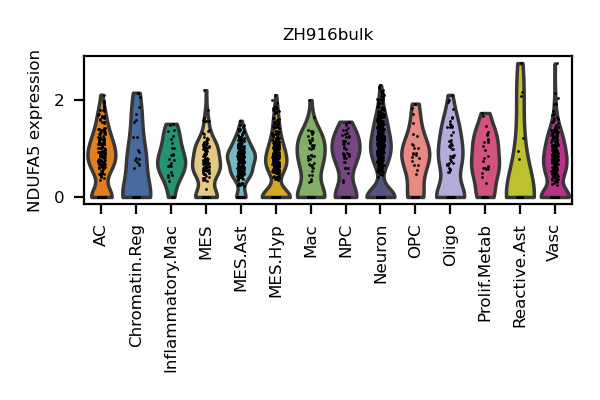 ZH916bulk
NDUFA5 expression
2
0
AC
Chromatin.Reg
Inflammatory.Mac
MES
MES.Ast
MES.Hyp
Mac
NPC
Neuron
OPC
Oligo
Prolif.Metab
Reactive.Ast
Vasc